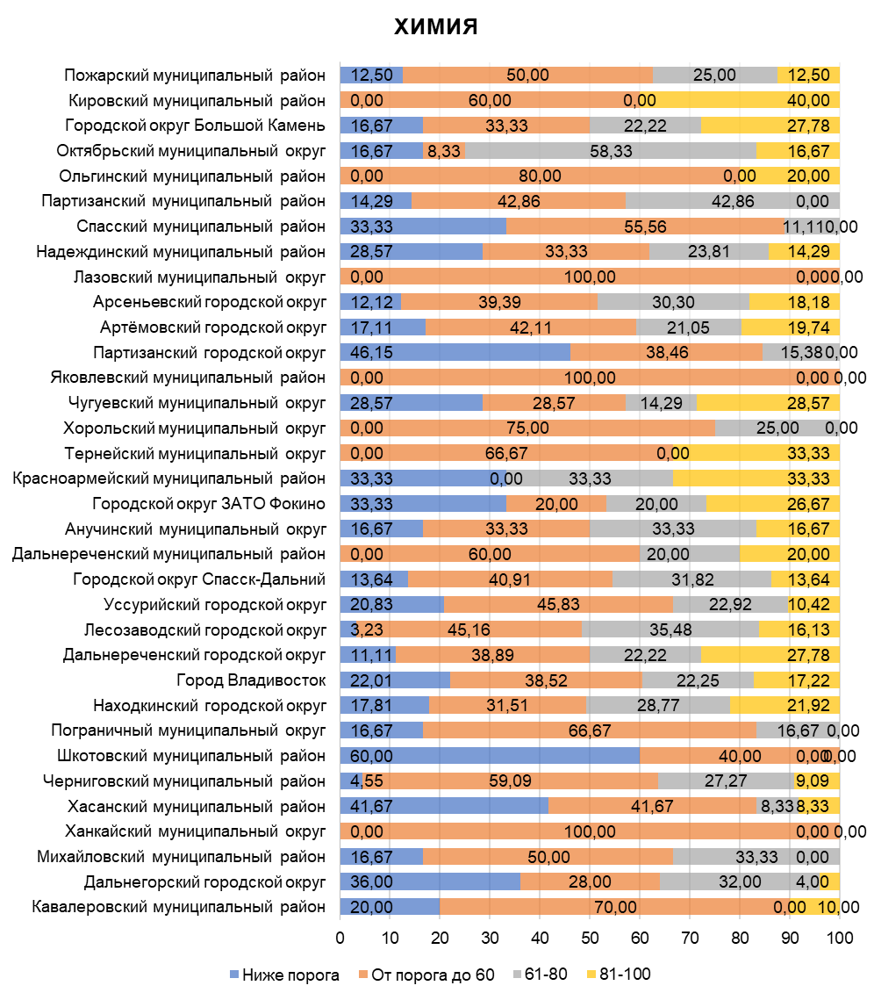 ХИМИЯ
Пожарский муниципальный район 12,50 50,00 25,00 12,50
Кировский муниципальный район 0,00 60,00 0,00 40,00
Городской округ Большой Камень 16,67 33,33 22,22 27,78
Октябрьский муниципальный округ 16,67 8,33 58,33 16,67
Ольгинский муниципальный район 0,00 80,00 0,00 20,00
Партизанский муниципальный район 14,29 42,86 42,86 0,00
Спасский муниципальный район 33,33 55,56 11,11 0,00
Надеждинский муниципальный район 28,57 33,33 23,81 14,29
Лазовский муниципальный округ 0,00 100,00 0,00 0,00
Арсеньевский городской округ 12,12 39,39 30,30 18,18
Артёмовский городской округ 17,11 42,11 21,05 19,74
Партизанский городской округ 46,15 38,46 15,38 0,00
Яковлевский муниципальный район 0,00 100,00 0,00 0,00
Чугуевский муниципальный округ 28,57 28,57 14,29 28,57
Хорольский муниципальный округ 0,00 75,00 25,00 0,00
Тернейский муниципальный округ 0,00 66,67 0,00 33,33
Красноармейский муниципальный район 33,33 0,00 33,33 33,33
Городской округ ЗАТО Фокино 33,33 20,00 20,00 26,67
Анучинский муниципальный округ 16,67 33,33 33,33 16,67
Дальнереченский муниципальный район 0,00 60,00 20,00 20,00
Городской округ Спасск-Дальний 13,64 40,91 31,82 13,64
Уссурийский городской округ 20,83 45,83 22,92 10,42
Лесозаводский городской округ 3,23 45,16 35,48 16,13
Дальнереченский городской округ 11,11 38,89 22,22 27,78
Город Владивосток 22,01 38,52 22,25 17,22
Находкинский городской округ 17,81 31,51 28,77 21,92
Пограничный муниципальный округ 16,67 66,67 16,67 0,00
Шкотовский муниципальный район 60,00 40,00 0,00 0,00
Черниговский муниципальный район 4,55 59,09 27,27 9,09
Хасанский муниципальный район 41,67 41,67 8,33 8,33
Ханкайский муниципальный округ 0,00 100,00 0,00 0,00
Михайловский муниципальный район 16,67 50,00 33,33 0,00
Дальнегорский городской округ 36,00 28,00 32,00 4,00
Кавалеровский муниципальный район 20,00 70,00 0,00 10,00
0 10 20 30 40 50 60 70 80 90 100
Ниже порога От порога до 60 61-80 81-100